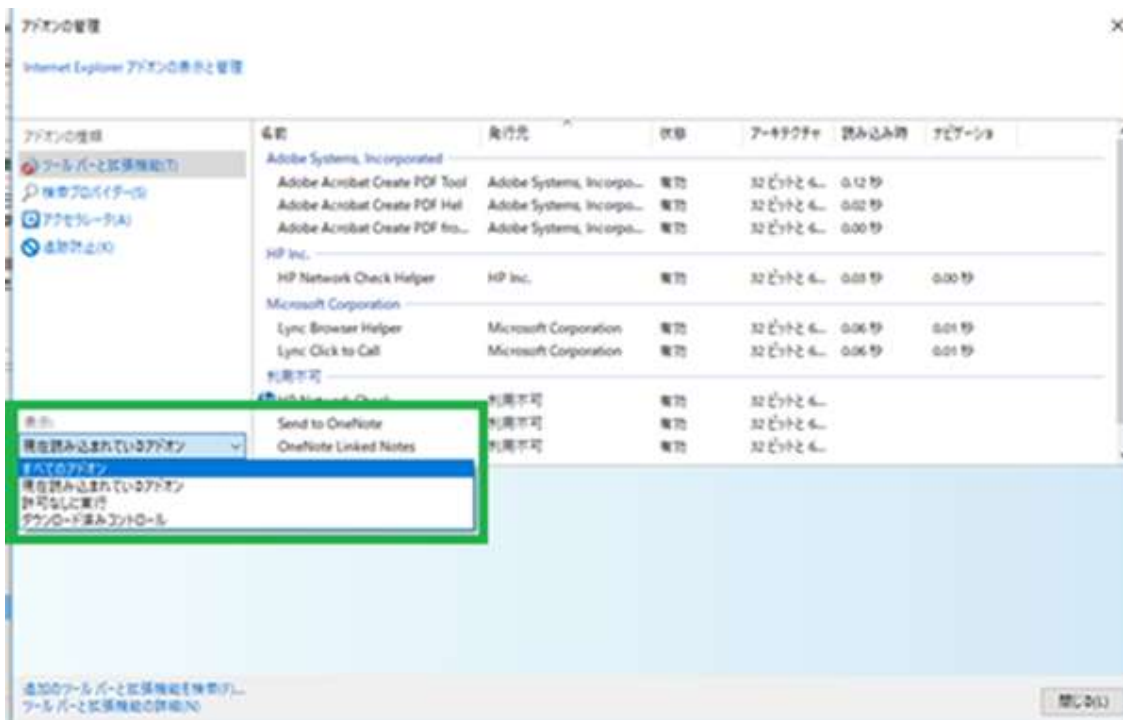 アドオンの管理
Internet Explorer アドオンの表示と管理
アドオンの種類
ツール バーと拡張機能(T)
検索プロバイダー(S)
アクセラレータ(A)
追跡防止(K)
名前 発行元 状態 アーキテクチャ 読み込み時 ナビゲーショ
Adobe Systems, Incorporated
Adobe Acrobat Create PDF Tool Adobe Systems, Incorpo... 有効 32 ビットと 6... 0.12 秒
Adobe Acrobat Create PDF Hel Adobe Systems, Incorpo... 有効 32 ビットと 6... 0.02 秒
Adobe Acrobat Create PDF fro... Adobe Systems, Incorpo... 有効 32 ビットと 6... 0.00 秒
HP Inc.
HP Network Check Helper HP Inc. 有効 32 ビットと 6... 0.03 秒 0.00 秒
Microsoft Corporation
Lync Browser Helper Microsoft Corporation 有効 32 ビットと 6... 0.06 秒 0.01 秒
Lync Click to Call Microsoft Corporation 有効 32 ビットと 6... 0.06 秒 0.01 秒
利用不可
HP Network Check 利用不可 有効 32 ビットと 6...
Send to OneNote 利用不可 有効 32 ビットと 6...
OneNote Linked Notes 利用不可 有効 32 ビットと 6...
表示:
現在読み込まれているアドオン
すべてのアドオン
現在読み込まれているアドオン
許可なしに実行
ダウンロード済みコントロール
追加のツール バーと拡張機能を検索(F)...
ツール バーと拡張機能の詳細(N)
閉じる(L)